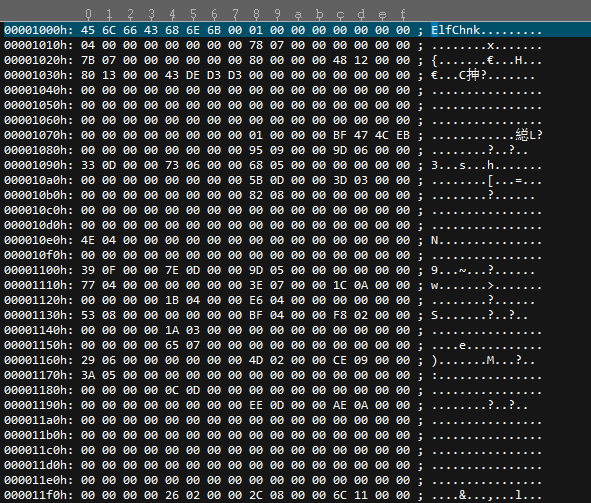 0 1 2 3 4 5 6 7 8 9 a b c d e f
00001000h: 45 6C 66 43 68 6E 6B 00 01 00 00 00 00 00 00 00 ; ElfChnk.........
00001010h: 04 00 00 00 00 00 00 00 78 07 00 00 00 00 00 00 ; ........x.......
00001020h: 7B 07 00 00 00 00 00 00 80 00 00 00 48 12 00 00 ; {.......€...H...
00001030h: 80 13 00 00 43 DE D3 D3 00 00 00 00 00 00 00 00 ; €...C抻?........
00001040h: 00 00 00 00 00 00 00 00 00 00 00 00 00 00 00 00 ; ................
00001050h: 00 00 00 00 00 00 00 00 00 00 00 00 00 00 00 00 ; ................
00001060h: 00 00 00 00 00 00 00 00 00 00 00 00 00 00 00 00 ; ................
00001070h: 00 00 00 00 00 00 00 00 01 00 00 00 BF 47 4C EB ; ............縂L?
00001080h: 00 00 00 00 00 00 00 00 95 09 00 00 9D 06 00 00 ; ........?..?..
00001090h: 33 0D 00 00 73 06 00 00 68 05 00 00 00 00 00 00 ; 3...s...h.......
000010a0h: 00 00 00 00 00 00 00 00 5B 0D 00 00 3D 03 00 00 ; ........[...=...
000010b0h: 00 00 00 00 00 00 00 00 82 08 00 00 00 00 00 00 ; ........?......
000010c0h: 00 00 00 00 00 00 00 00 00 00 00 00 00 00 00 00 ; ................
000010d0h: 00 00 00 00 00 00 00 00 00 00 00 00 00 00 00 00 ; ................
000010e0h: 4E 04 00 00 00 00 00 00 00 00 00 00 00 00 00 00 ; N...............
000010f0h: 00 00 00 00 00 00 00 00 00 00 00 00 00 00 00 00 ; ................
00001100h: 39 0F 00 00 7E 0D 00 00 9D 05 00 00 00 00 00 00 ; 9...~...?......
00001110h: 77 04 00 00 00 00 00 00 3E 07 00 00 1C 0A 00 00 ; w.......>.......
00001120h: 00 00 00 00 1B 04 00 00 E6 04 00 00 00 00 00 00 ; ........?......
00001130h: 53 08 00 00 00 00 00 00 BF 04 00 00 F8 02 00 00 ; S.......?..?..
00001140h: 00 00 00 00 1A 03 00 00 00 00 00 00 00 00 00 00 ; ................
00001150h: 00 00 00 00 65 07 00 00 00 00 00 00 00 00 00 00 ; ....e...........
00001160h: 29 06 00 00 00 00 00 00 4D 02 00 00 CE 09 00 00 ; ).......M...?..
00001170h: 3A 05 00 00 00 00 00 00 00 00 00 00 00 00 00 00 ; :...............
00001180h: 00 00 00 00 0C 0D 00 00 00 00 00 00 00 00 00 00 ; ................
00001190h: 00 00 00 00 00 00 00 00 EE 0D 00 00 AE 0A 00 00 ; ........?..?..
000011a0h: 00 00 00 00 00 00 00 00 00 00 00 00 00 00 00 00 ; ................
000011b0h: 00 00 00 00 00 00 00 00 00 00 00 00 00 00 00 00 ; ................
000011c0h: 00 00 00 00 00 00 00 00 00 00 00 00 00 00 00 00 ; ................
000011d0h: 00 00 00 00 00 00 00 00 00 00 00 00 00 00 00 00 ; ................
000011e0h: 00 00 00 00 00 00 00 00 00 00 00 00 00 00 00 00 ; ................
000011f0h: 00 00 00 00 26 02 00 00 2C 08 00 00 6C 11 00 00 ; ....&...,...l...